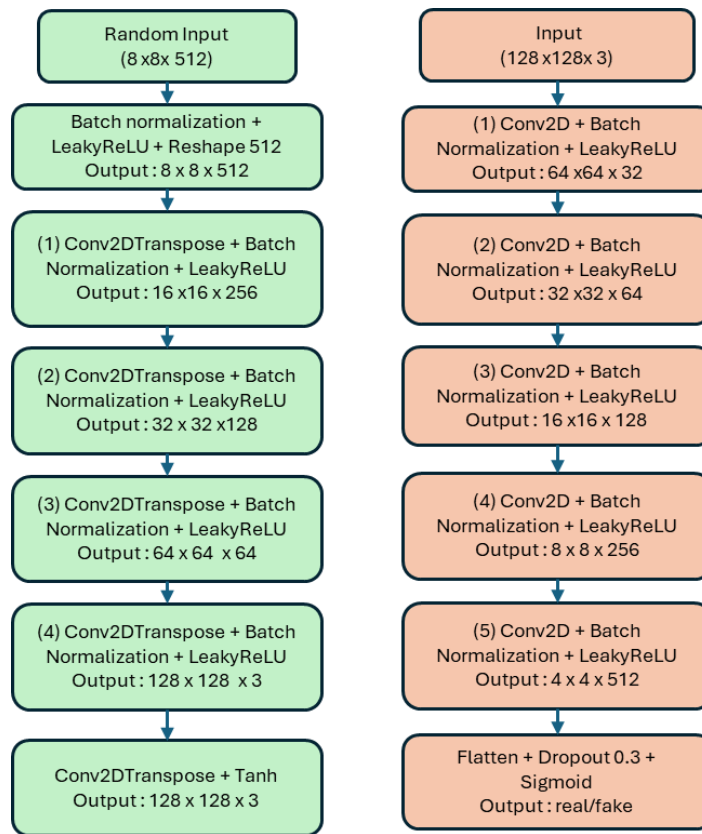 Random Input
(8 x8x 512)
Batch normalization +
LeakyReLU + Reshape 512
Output : 8 x 8 x 512
(1) Conv2DTranspose + Batch
Normalization + LeakyReLU
Output : 16 x16 x 256
(2) Conv2DTranspose + Batch
Normalization + LeakyReLU
Output : 32 x 32 x128
(3) Conv2DTranspose + Batch
Normalization + LeakyReLU
Output : 64 x 64 x 64
(4) Conv2DTranspose + Batch
Normalization + LeakyReLU
Output : 128 x 128 x 3
Conv2DTranspose + Tanh
Output : 128 x 128 x 3
Input
(128 x128x 3)
(1) Conv2D + Batch
Normalization + LeakyReLU
Output : 64 x64 x 32
(2) Conv2D + Batch
Normalization + LeakyReLU
Output : 32 x32 x 64
(3) Conv2D + Batch
Normalization + LeakyReLU
Output : 16 x16 x 128
(4) Conv2D + Batch
Normalization + LeakyReLU
Output : 8 x 8 x 256
(5) Conv2D + Batch
Normalization + LeakyReLU
Output : 4 x 4 x 512
Flatten + Dropout 0.3 +
Sigmoid
Output : real/fake